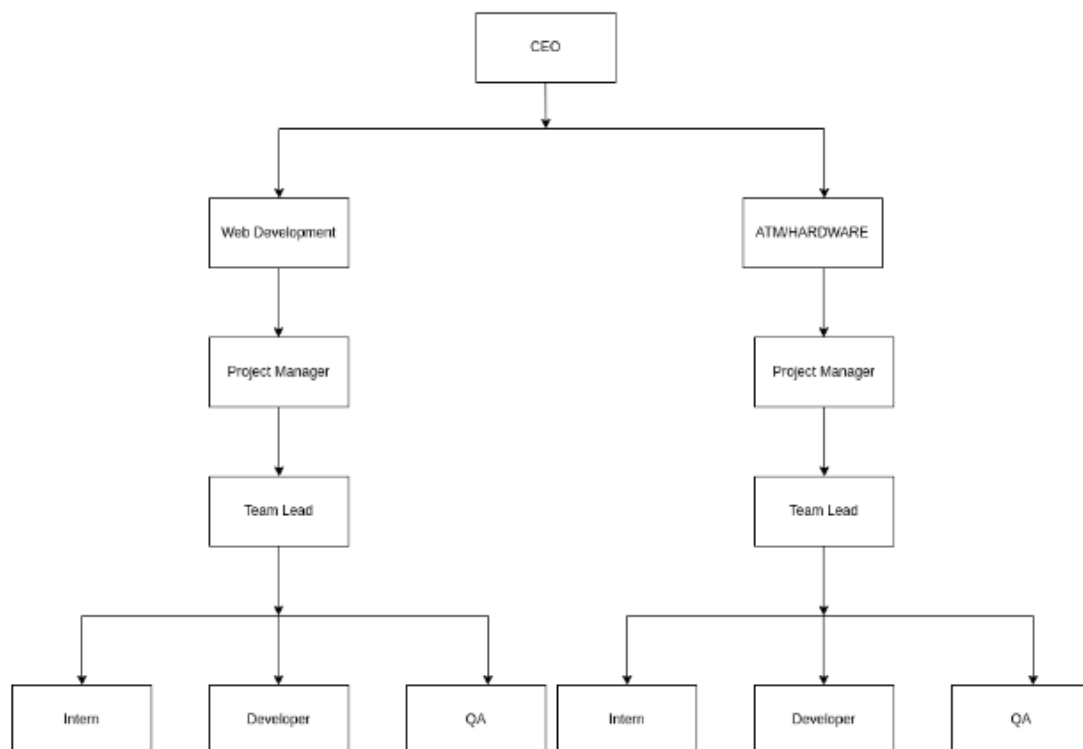 CEO
Web Development
ATM/HARDWARE
Project Manager
Project Manager
Team Lead
Team Lead
Intern
Developer
QA
Intern
Developer
QA